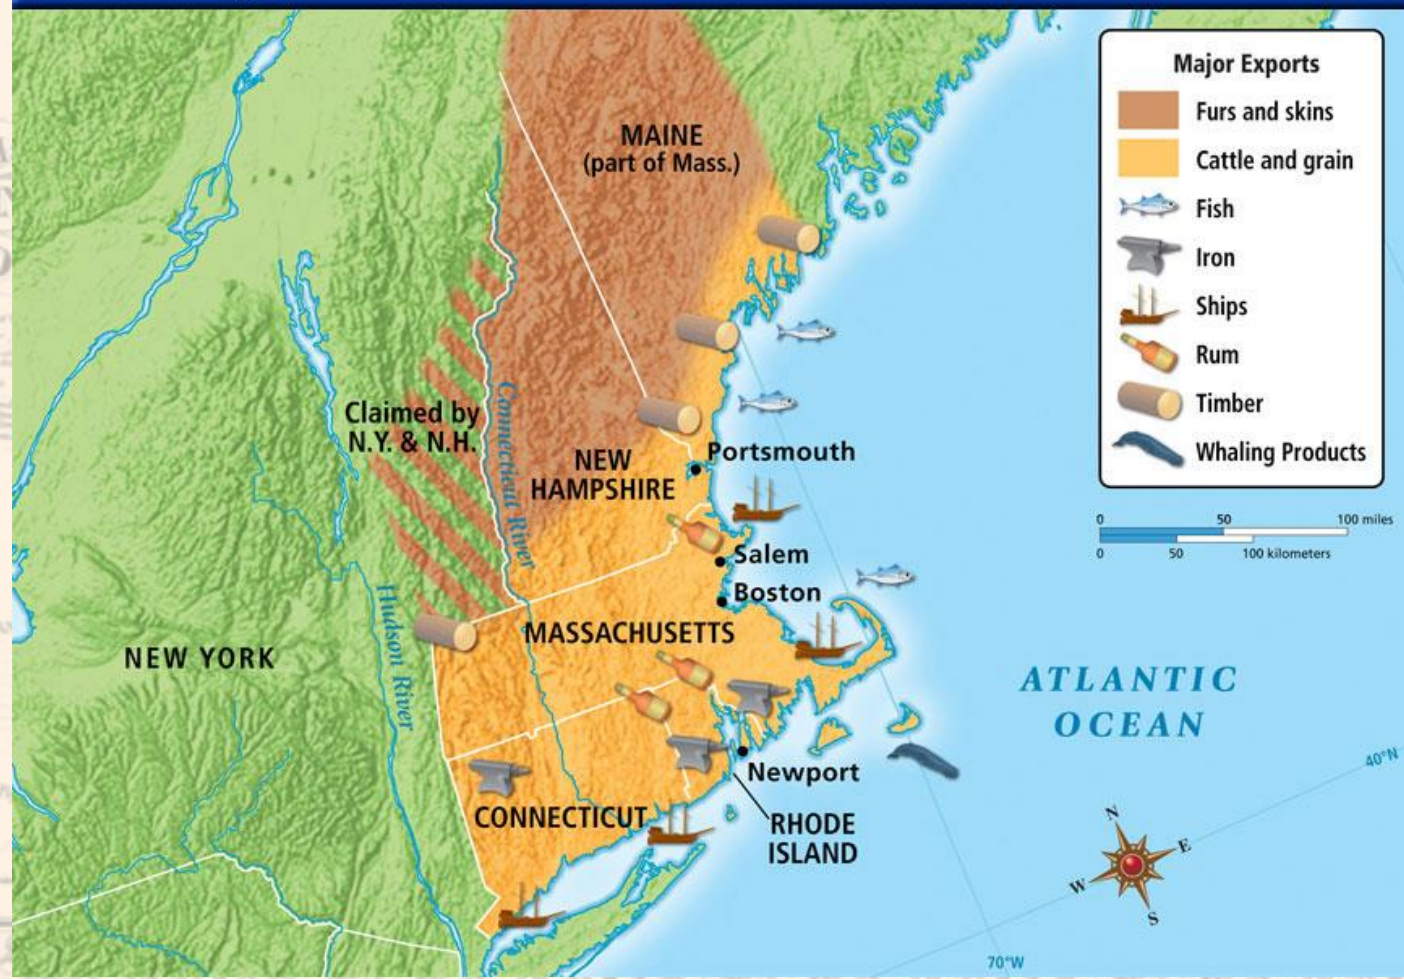 Major Exports
Furs and skins
Cattle and grain
Fish
Iron
Ships
Rum
Timber
Whaling Products
0 50 100 miles
0 50 100 kilometers
MAINE
(part of Mass.)
Claimed by
N.Y. & N.H.
Connecticut River
NEW
HAMPSHIRE
Portsmouth
Salem
Boston
MASSACHUSETTS
Hudson River
NEW YORK
ATLANTIC
OCEAN
Newport
CONNECTICUT
RHODE
ISLAND
40°N
N
E
W
S
70°W